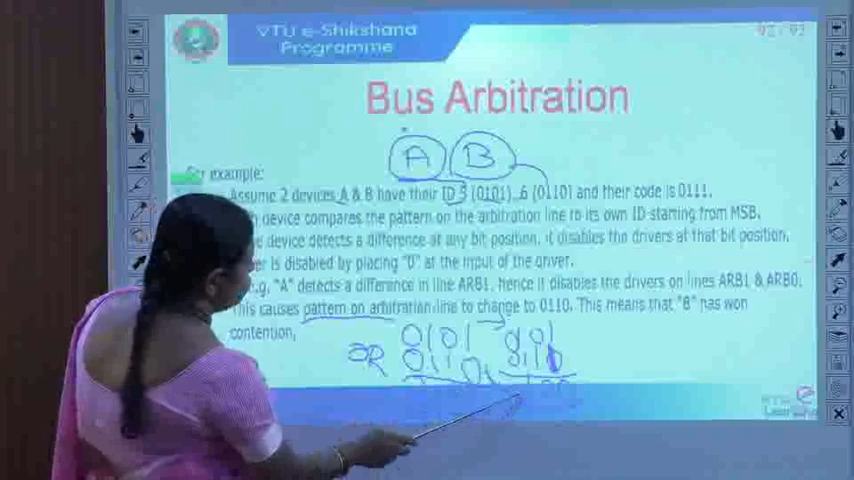 VTU e-Shikshana
Programme
Bus Arbitration
A B
For example:
Assume 2 devices A & B have their ID 5 (0101), 6 (0110) and their code is 0111.
device compares the pattern on the arbitration line to its own ID starting from MSB.
device detects a difference at any bit position, it disables the drivers at that bit position.
is disabled by placing "0" at the input of the driver.
"A" detects a difference in line ARB1, hence it disables the drivers on lines ARB1 & ARB0.
This causes pattern on arbitration line to change to 0110. This means that "B" has won
contention.
0101
OR
Learning